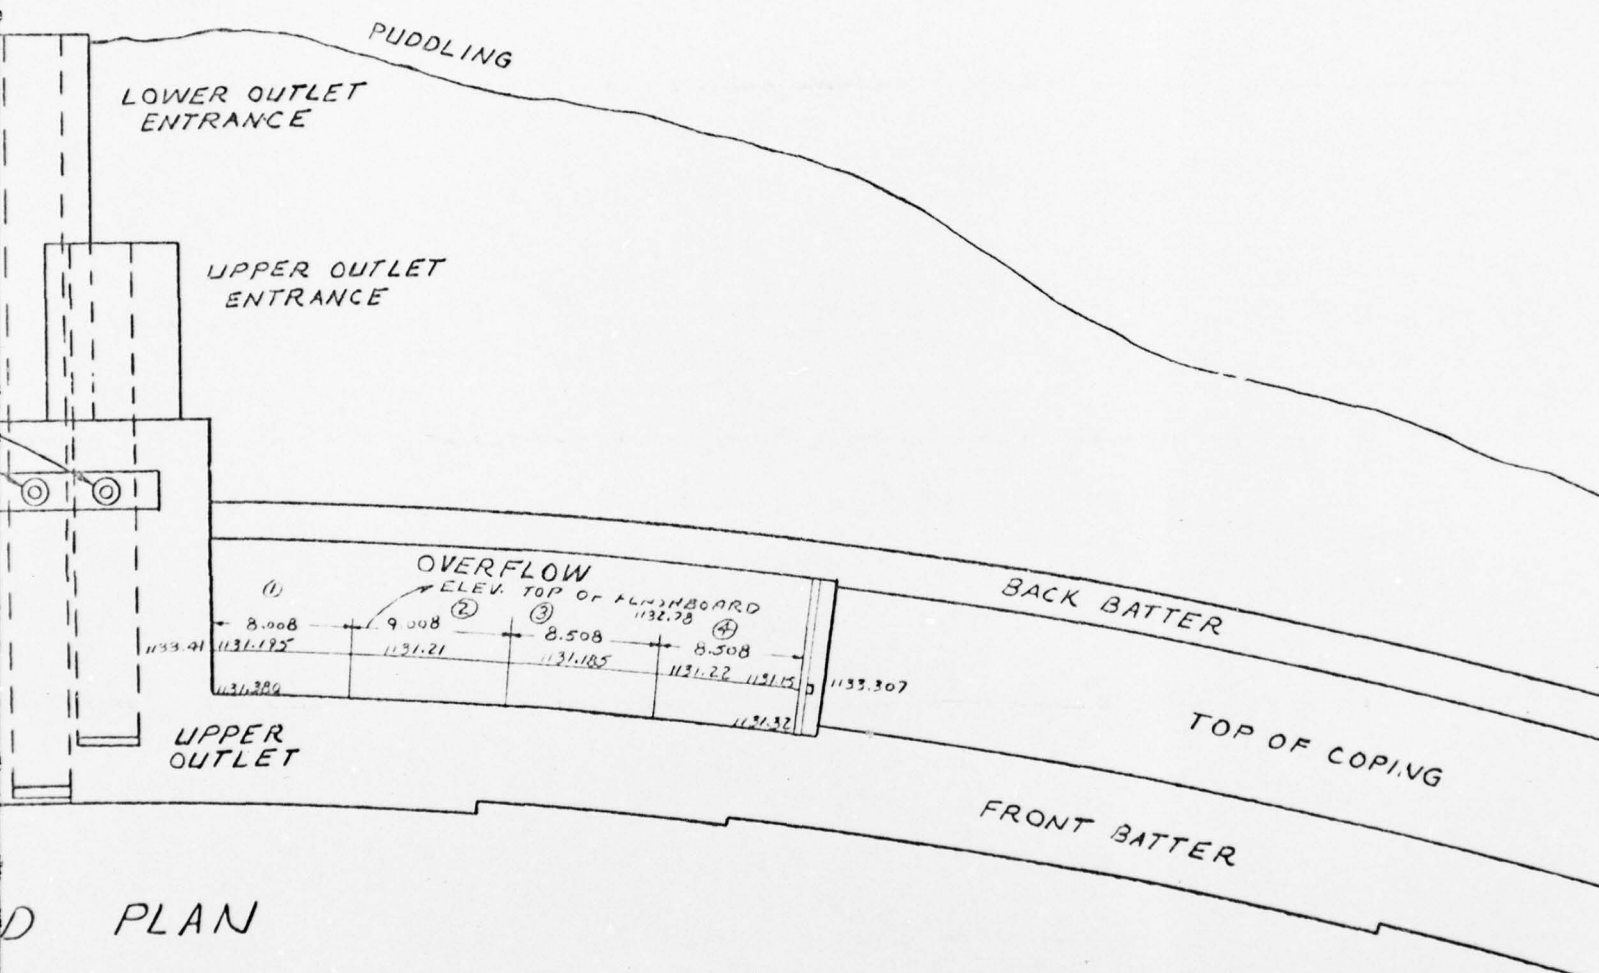 PUDDLING
LOWER OUTLET
ENTRANCE
UPPER OUTLET
ENTRANCE
OVERFLOW
ELEV. TOP OF FLASHBOARD
1132.78
1 2 3 4
8.008 9.008 8.508 8.508
1133.41 1131.195 1131.21 1131.185 1131.22 1131.15 1133.307
1131.380 1131.32
BACK BATTER
TOP OF COPING
FRONT BATTER
UPPER
OUTLET
D PLAN